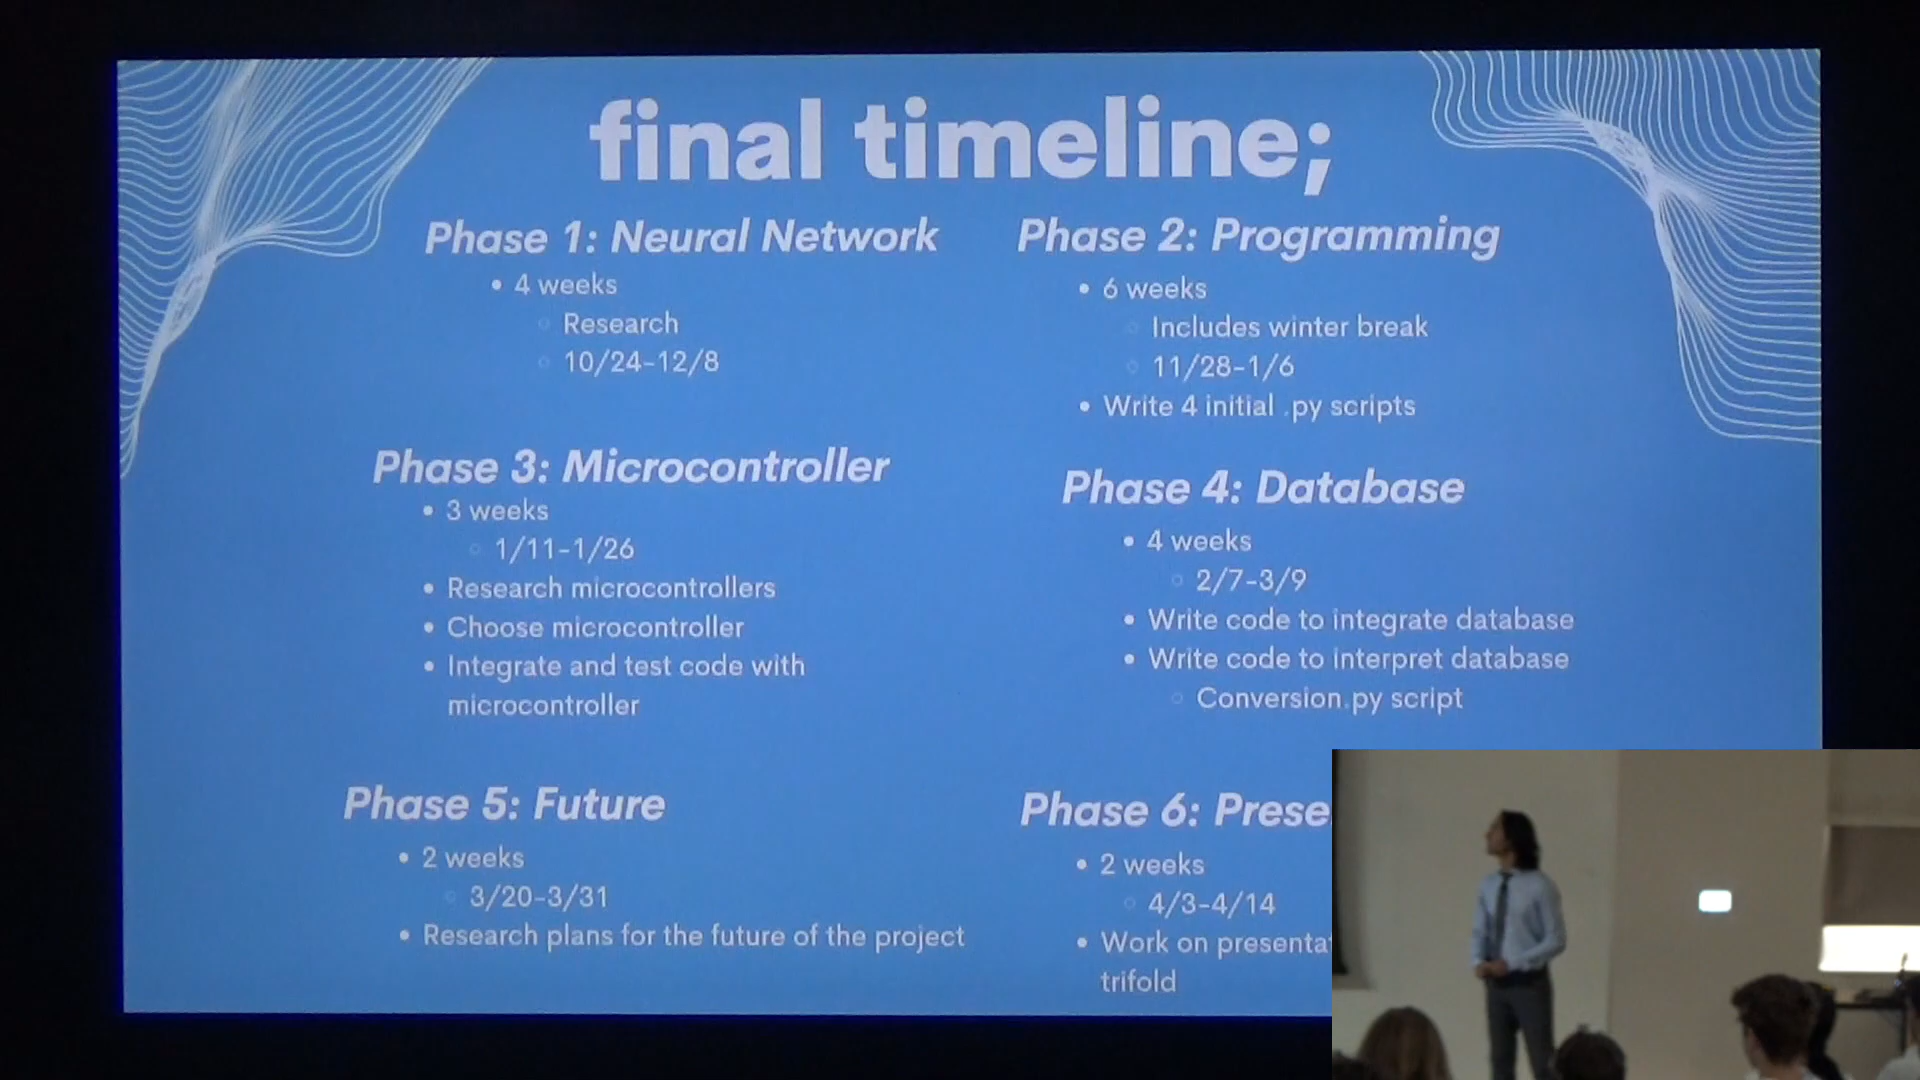 final timeline;
Phase 1: Neural Network
• 4 weeks
○ Research
○ 10/24-12/8
Phase 2: Programming
• 6 weeks
○ Includes winter break
○ 11/28-1/6
• Write 4 initial .py scripts
Phase 3: Microcontroller
• 3 weeks
○ 1/11-1/26
• Research microcontrollers
• Choose microcontroller
• Integrate and test code with
microcontroller
Phase 4: Database
• 4 weeks
○ 2/7-3/9
• Write code to integrate database
• Write code to interpret database
○ Conversion.py script
Phase 5: Future
• 2 weeks
○ 3/20-3/31
• Research plans for the future of the project
Phase 6:
• 2 weeks
○ 4/3-4/14
• Work on
trifold